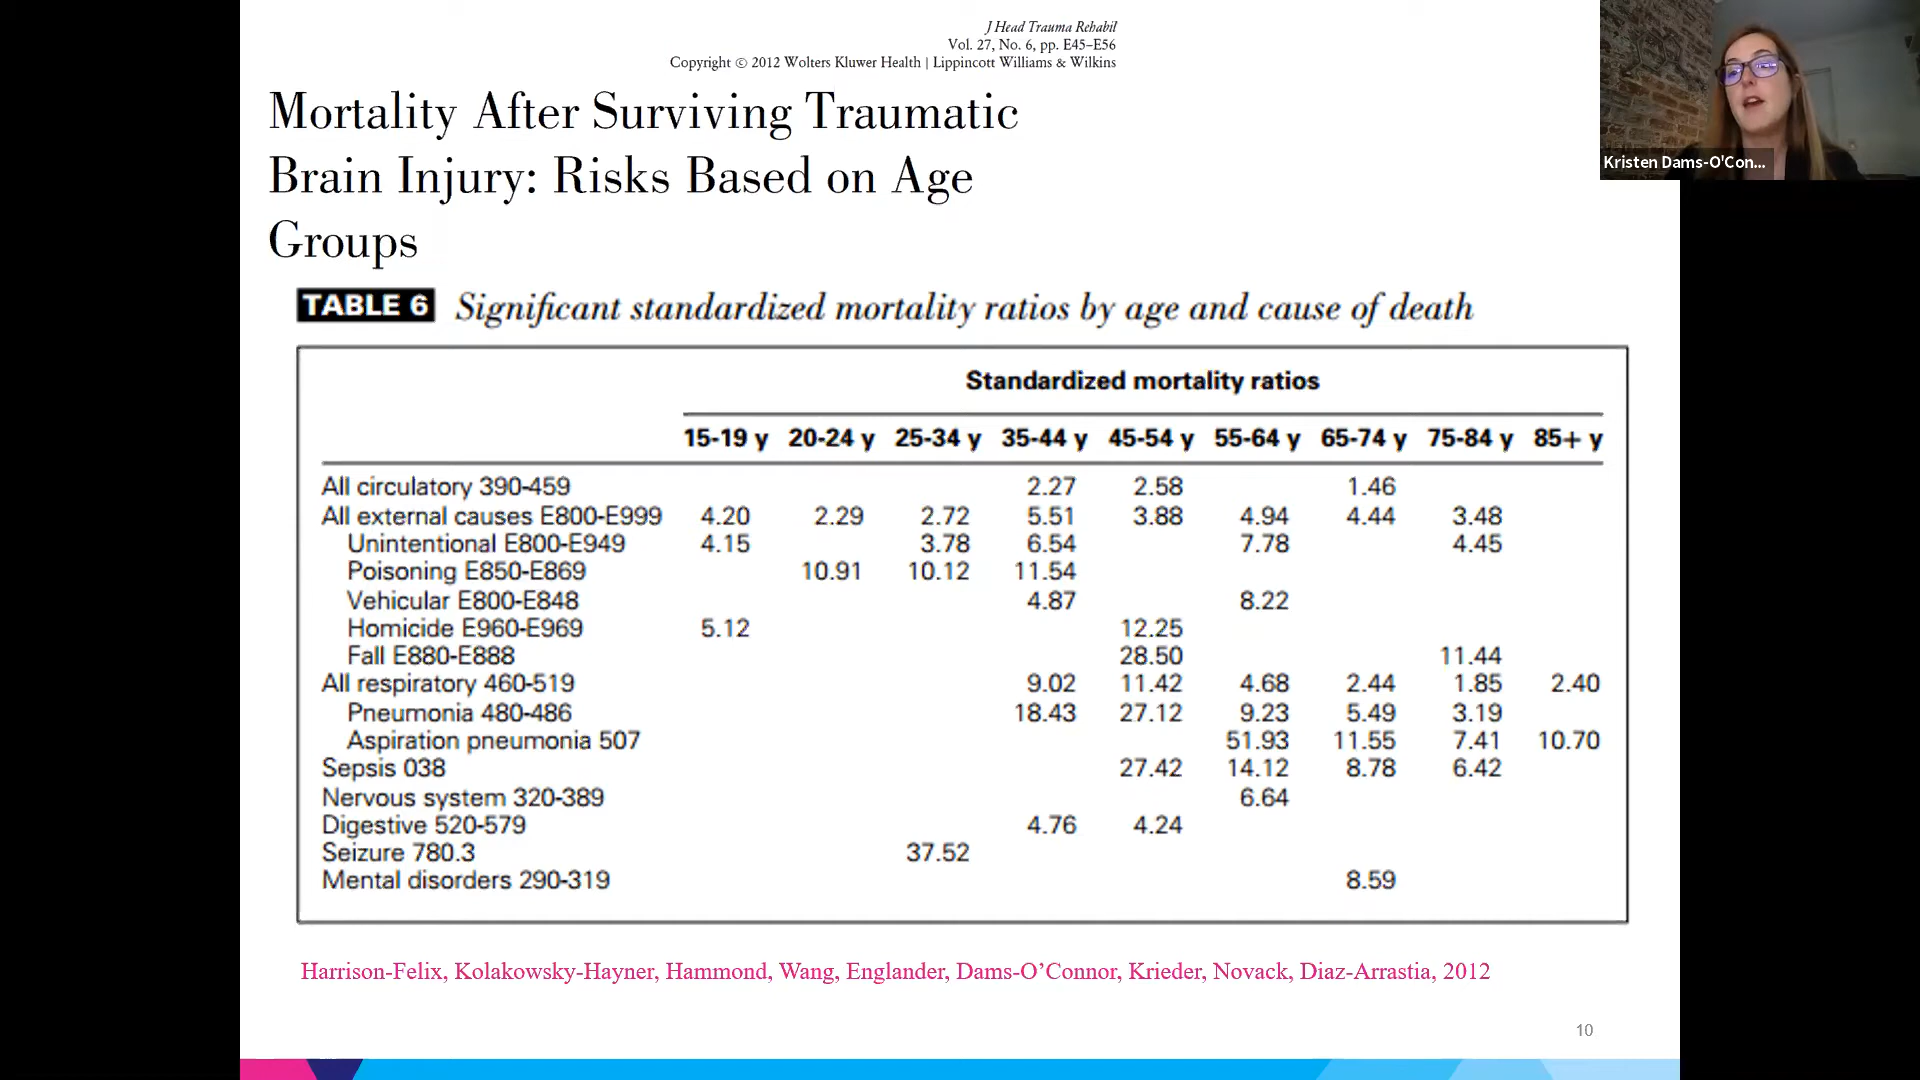 J Head Trauma Rehabil
Vol. 27, No. 6, pp. E45–E56
Copyright © 2012 Wolters Kluwer Health | Lippincott Williams & Wilkins
Mortality After Surviving Traumatic
Brain Injury: Risks Based on Age
Groups
Kristen Dams-O'Con...
TABLE 6 Significant standardized mortality ratios by age and cause of death
Standardized mortality ratios
15-19 y 20-24 y 25-34 y 35-44 y 45-54 y 55-64 y 65-74 y 75-84 y 85+ y
All circulatory 390-459 2.27 2.58 1.46
All external causes E800-E999 4.20 2.29 2.72 5.51 3.88 4.94 4.44 3.48
Unintentional E800-E949 4.15 3.78 6.54 7.78 4.45
Poisoning E850-E869 10.91 10.12 11.54
Vehicular E800-E848 4.87 8.22
Homicide E960-E969 5.12 12.25
Fall E880-E888 28.50 11.44
All respiratory 460-519 9.02 11.42 4.68 2.44 1.85 2.40
Pneumonia 480-486 18.43 27.12 9.23 5.49 3.19
Aspiration pneumonia 507 51.93 11.55 7.41 10.70
Sepsis 038 27.42 14.12 8.78 6.42
Nervous system 320-389 6.64
Digestive 520-579 4.76 4.24
Seizure 780.3 37.52
Mental disorders 290-319 8.59
Harrison-Felix, Kolakowsky-Hayner, Hammond, Wang, Englander, Dams-O’Connor, Krieder, Novack, Diaz-Arrastia, 2012
10